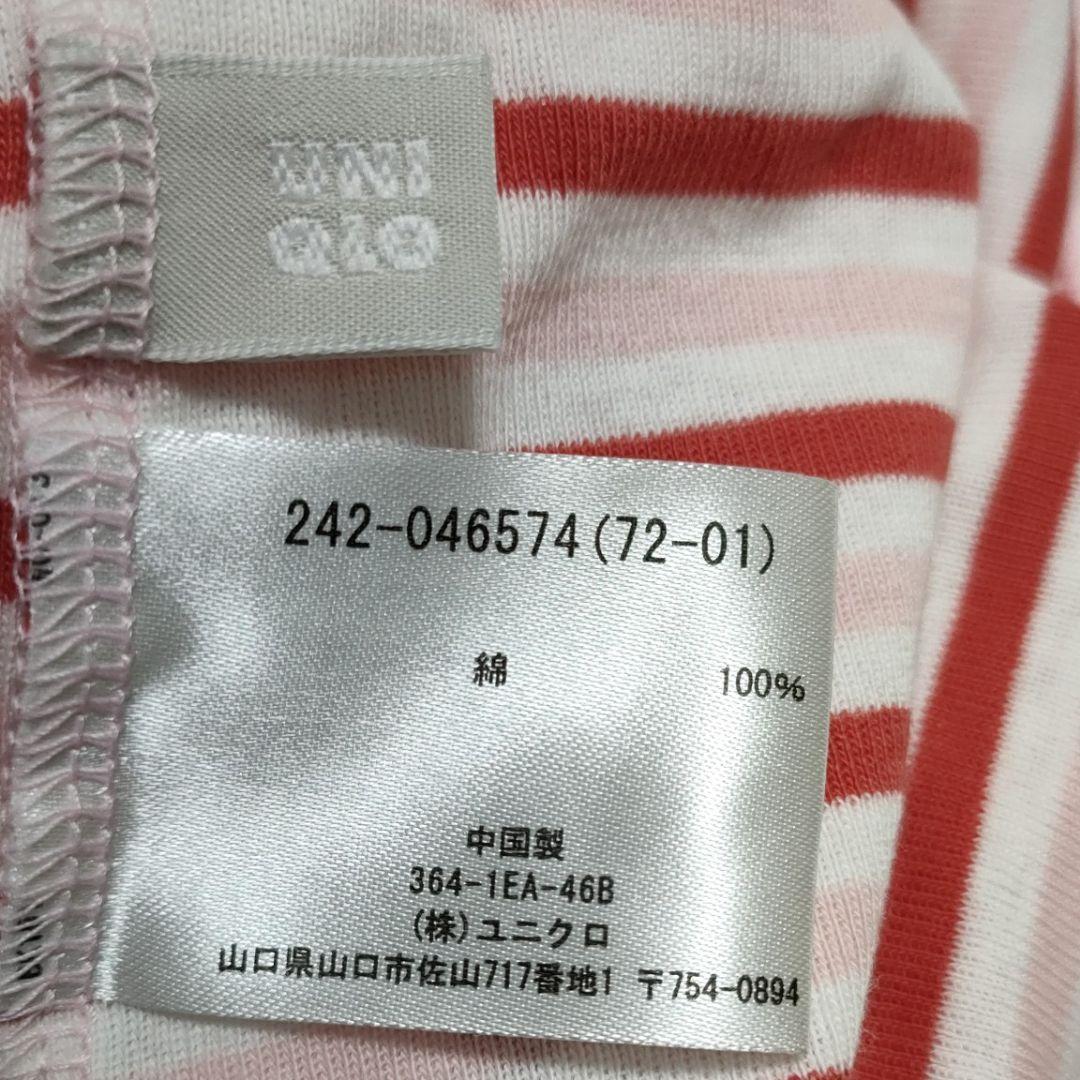 UNI
QLO
242-046574(72-01)
綿 100%
中国製
364-1EA-46B
(株)ユニクロ
山口県山口市佐山717番地1 〒754-0894